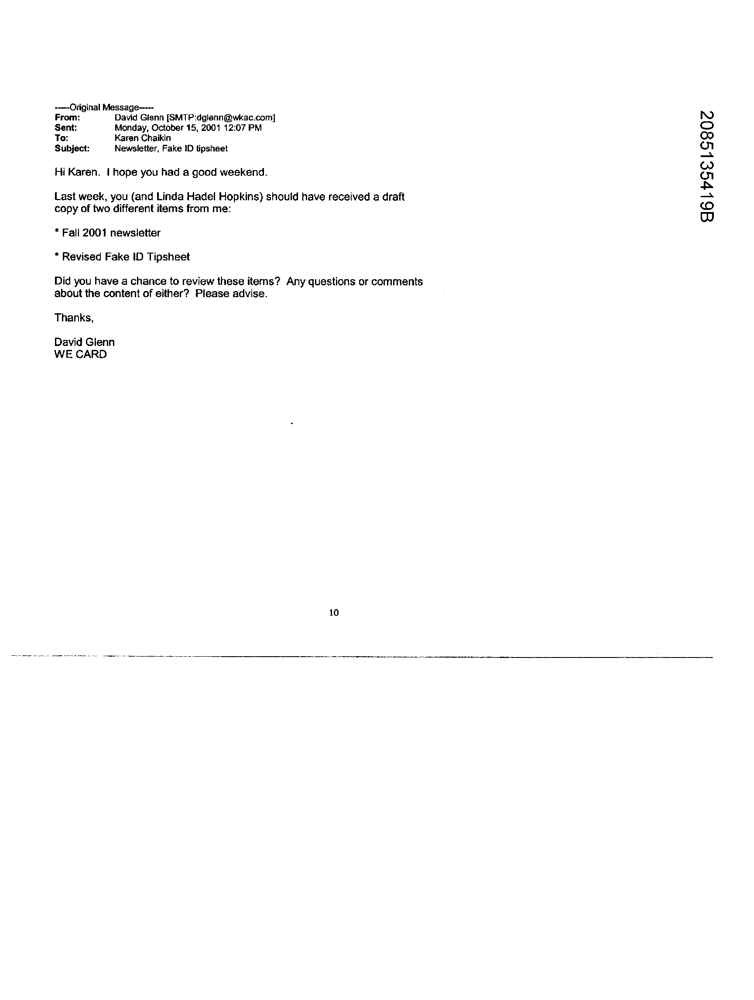 -----Original Message-----
From: David Glenn [SMTP:dglenn@wkac.com]
Sent: Monday, October 15, 2001 12:07 PM
To: Karen Chaikin
Subject: Newsletter, Fake ID tipsheet
Hi Karen. I hope you had a good weekend.
Last week, you (and Linda Hadel Hopkins) should have received a draft
copy of two different items from me:
* Fall 2001 newsletter
* Revised Fake ID Tipsheet
Did you have a chance to review these items? Any questions or comments
about the content of either? Please advise.
Thanks,
David Glenn
WE CARD
10
2085135419B